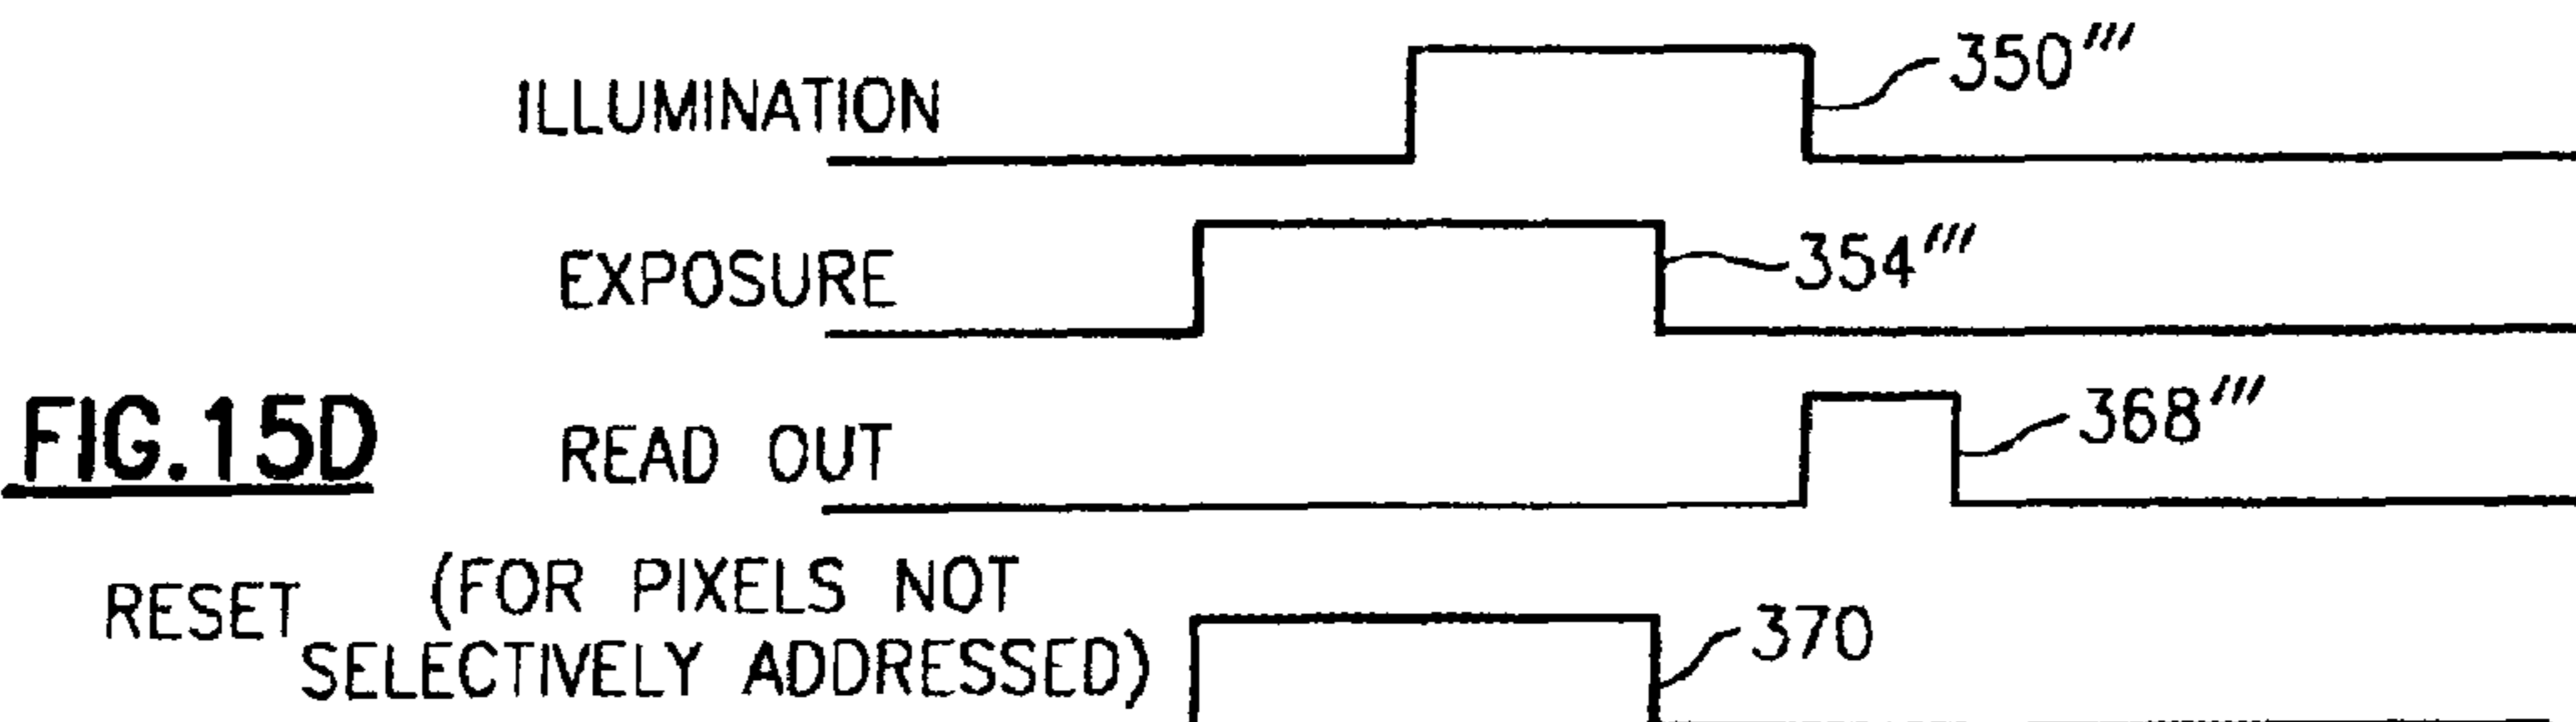 ILLUMINATION
350‴
EXPOSURE
354‴
FIG.15D
READ OUT
368‴
RESET (FOR PIXELS NOT
SELECTIVELY ADDRESSED)
370